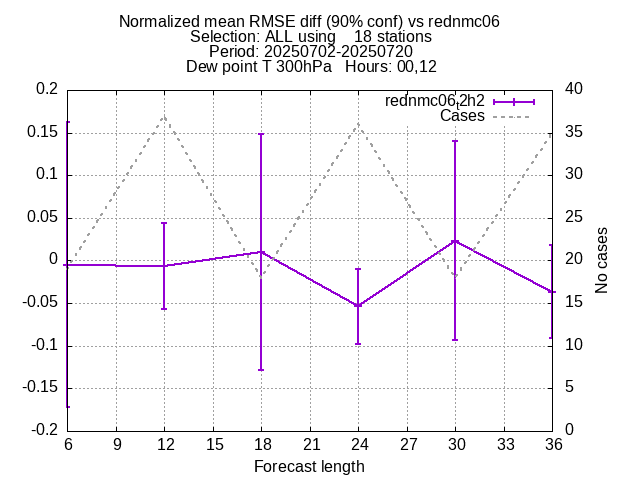 Normalized mean RMSE diff (90% conf) vs rednmc06
Selection: ALL using    18 stations
Period: 20250702-20250720
Dew point T 300hPa   Hours: 00,12
rednmc06,2h2
Cases
0.2
0.15
0.1
0.05
0
-0.05
-0.1
-0.15
-0.2
40
35
30
25
20
15
10
5
0
No cases
6 9 12 15 18 21 24 27 30 33 36
Forecast length